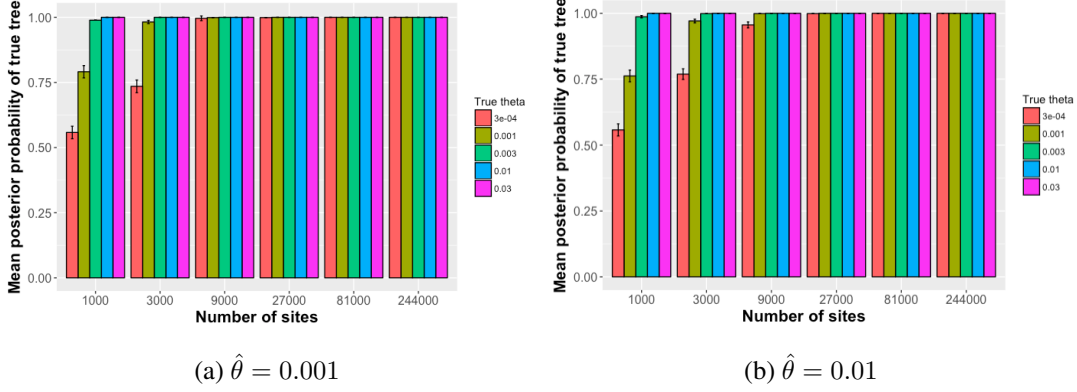 Mean posterior probability of true tree
1.00
0.75
0.50
0.25
0.00
1000 3000 9000 27000 81000 244000
Number of sites
True theta
3e-04
0.001
0.003
0.01
0.03
(a) θ̂ = 0.001
Mean posterior probability of true tree
1.00
0.75
0.50
0.25
0.00
1000 3000 9000 27000 81000 244000
Number of sites
True theta
3e-04
0.001
0.003
0.01
0.03
(b) θ̂ = 0.01